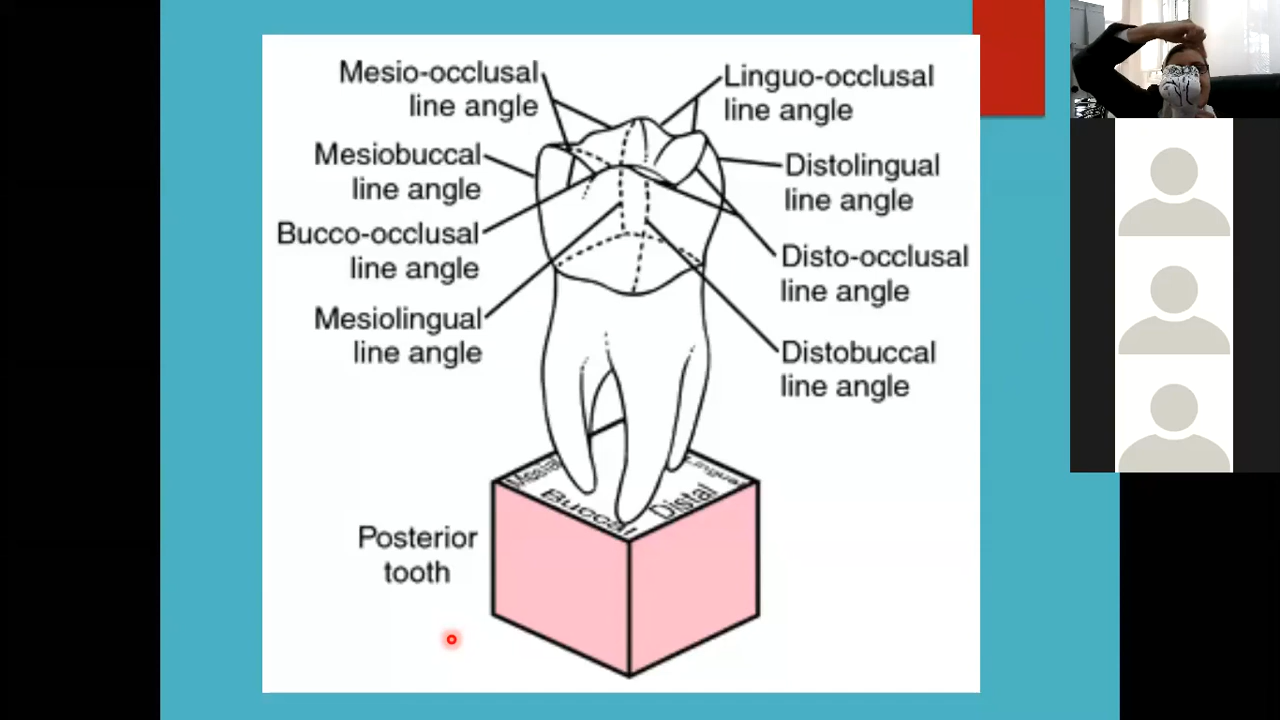 Mesio-occlusal
line angle
Mesiobuccal
line angle
Bucco-occlusal
line angle
Mesiolingual
line angle
Linguo-occlusal
line angle
Distolingual
line angle
Disto-occlusal
line angle
Distobuccal
line angle
Mesial
Lingual
Buccal
Distal
Posterior
tooth